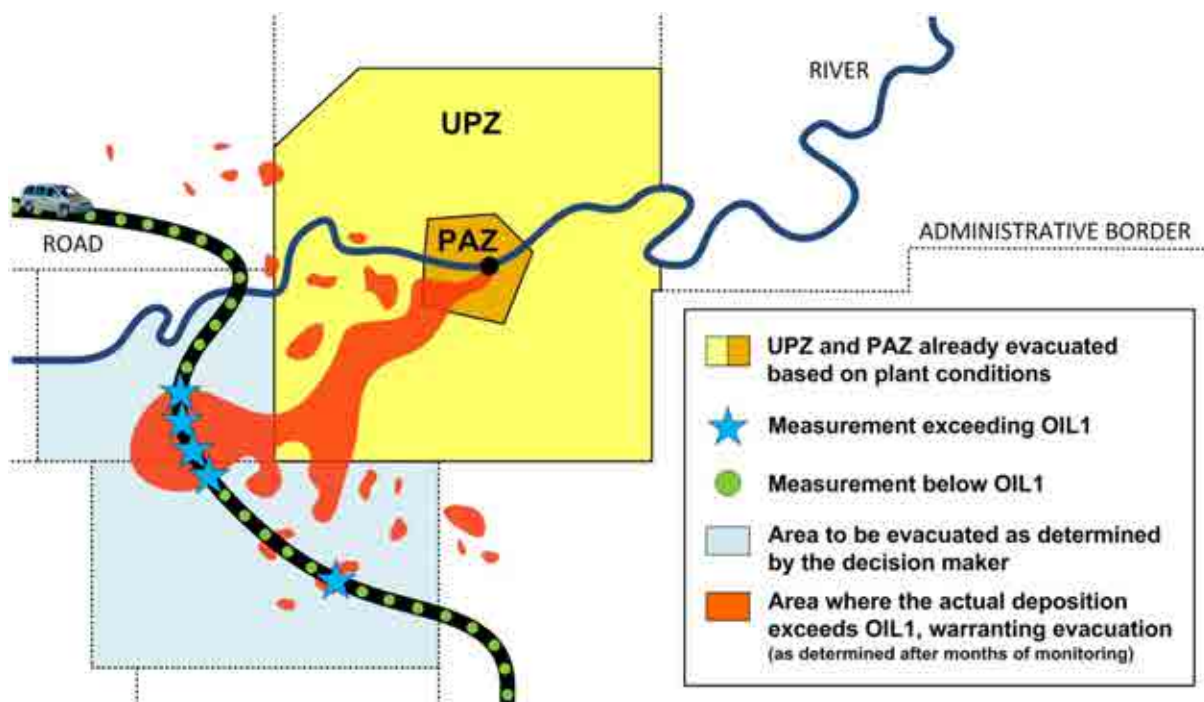 RIVER
UPZ
PAZ
ROAD
ADMINISTRATIVE BORDER
UPZ and PAZ already evacuated
based on plant conditions
Measurement exceeding OIL1
Measurement below OIL1
Area to be evacuated as determined
by the decision maker
Area where the actual deposition
exceeds OIL1, warranting evacuation
(as determined after months of monitoring)